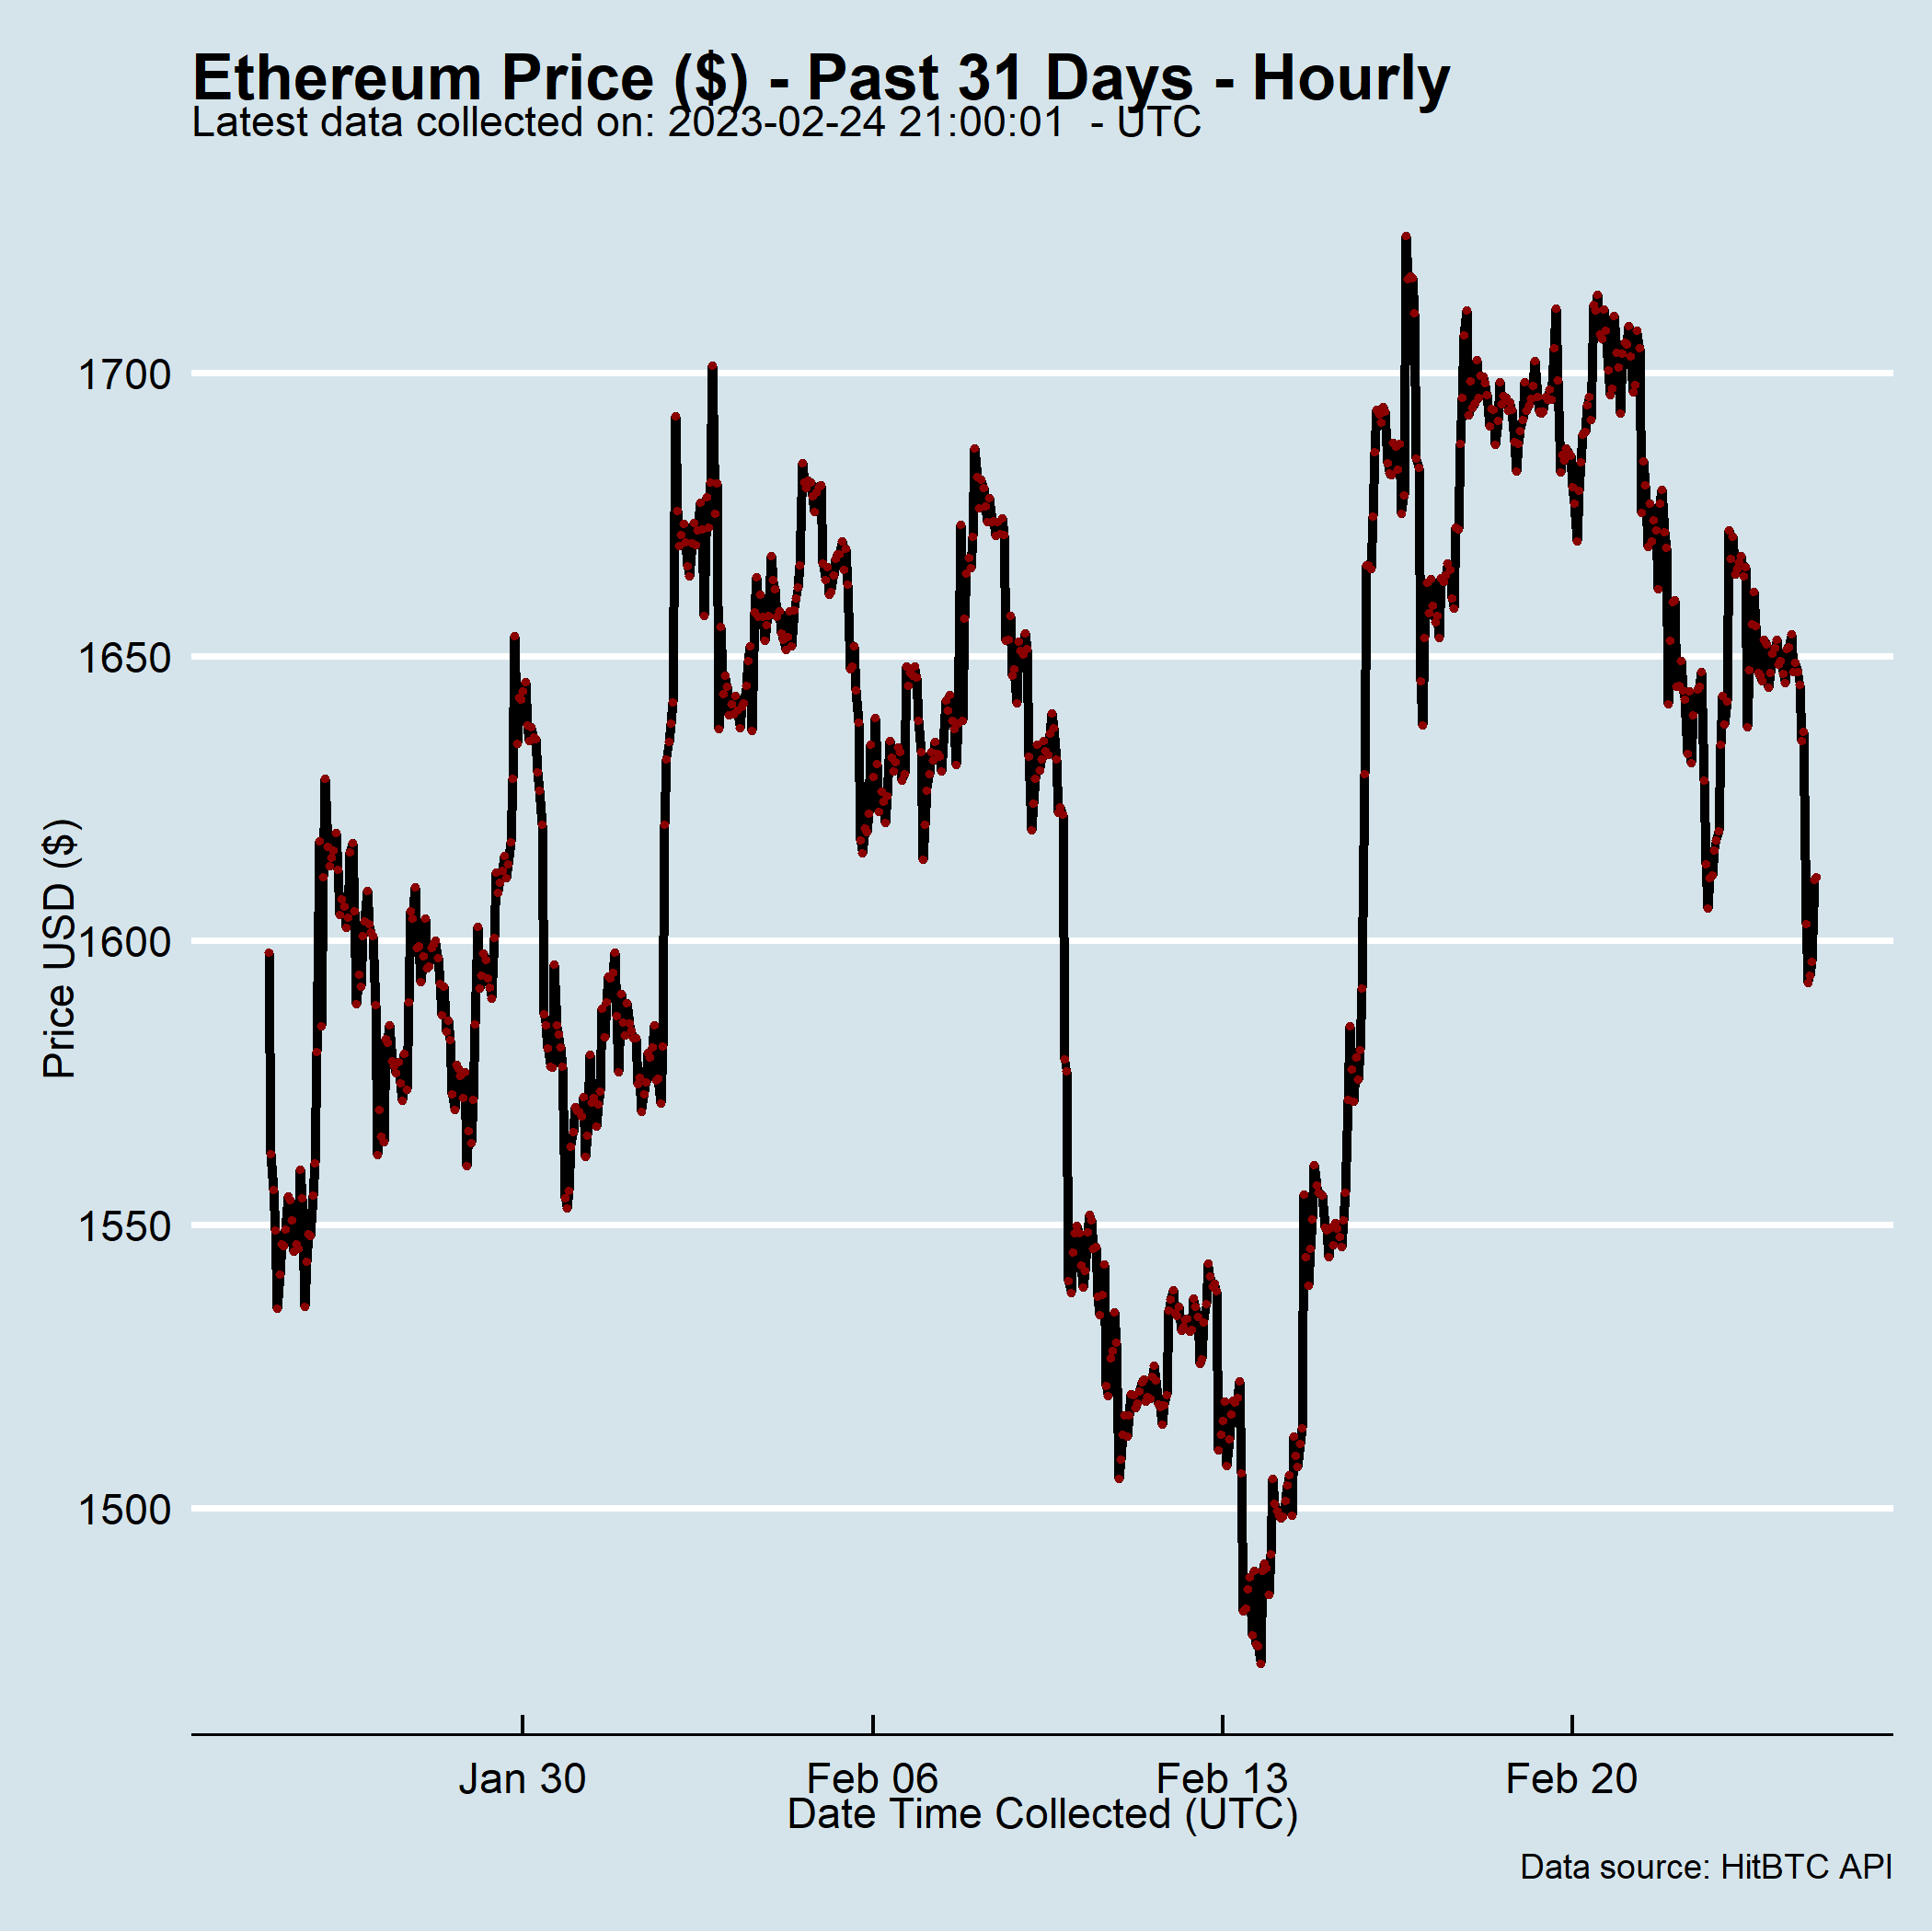 Ethereum Price ($) - Past 31 Days - Hourly
Latest data collected on: 2023-02-24 21:00:01  - UTC
1700
1650
1600
1550
1500
Price USD ($)
Jan 30
Feb 06
Feb 13
Feb 20
Date Time Collected (UTC)
Data source: HitBTC API